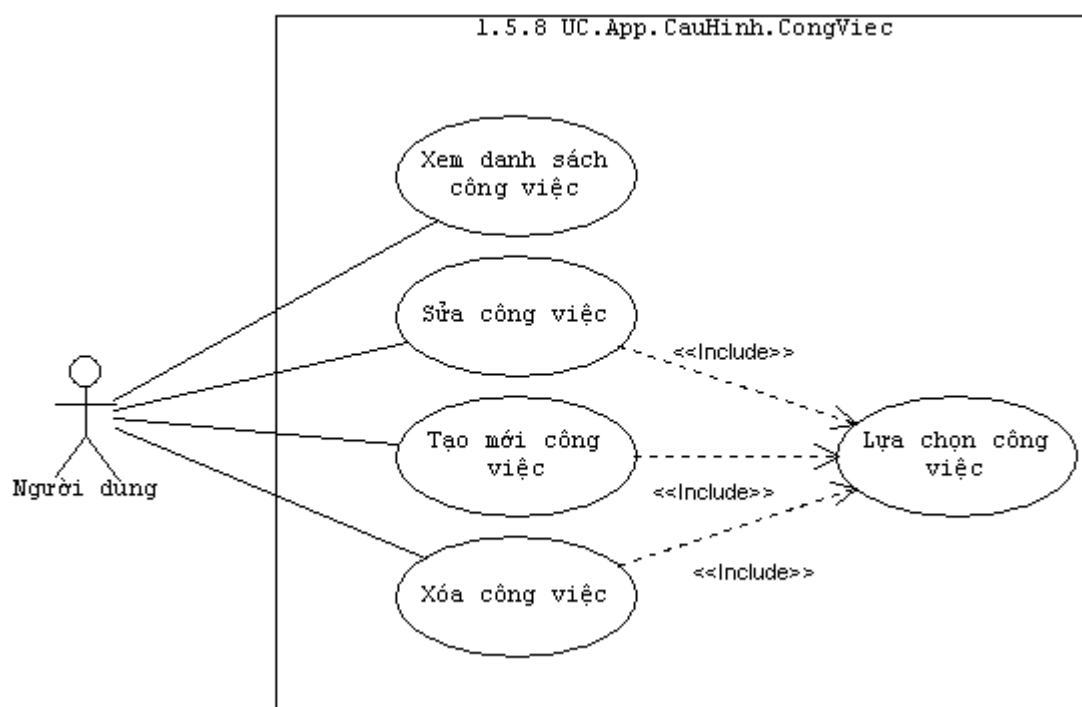 1.5.8 UC.App.CauHinh.CongViec
Xem danh sách
công việc
Sửa công việc
<<Include>>
Tạo mới công
việc
Lựa chọn công
việc
Người dung
<<Include>>
<<Include>>
Xóa công việc